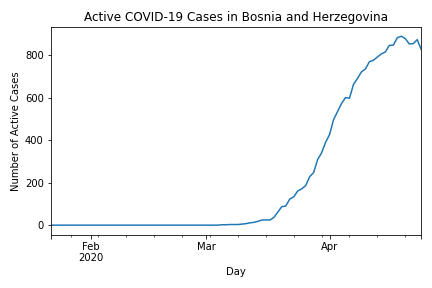 Active COVID-19 Cases in Bosnia and Herzegovina
800
600
400
200
0
Number of Active Cases
Feb
2020
Mar
Apr
Day